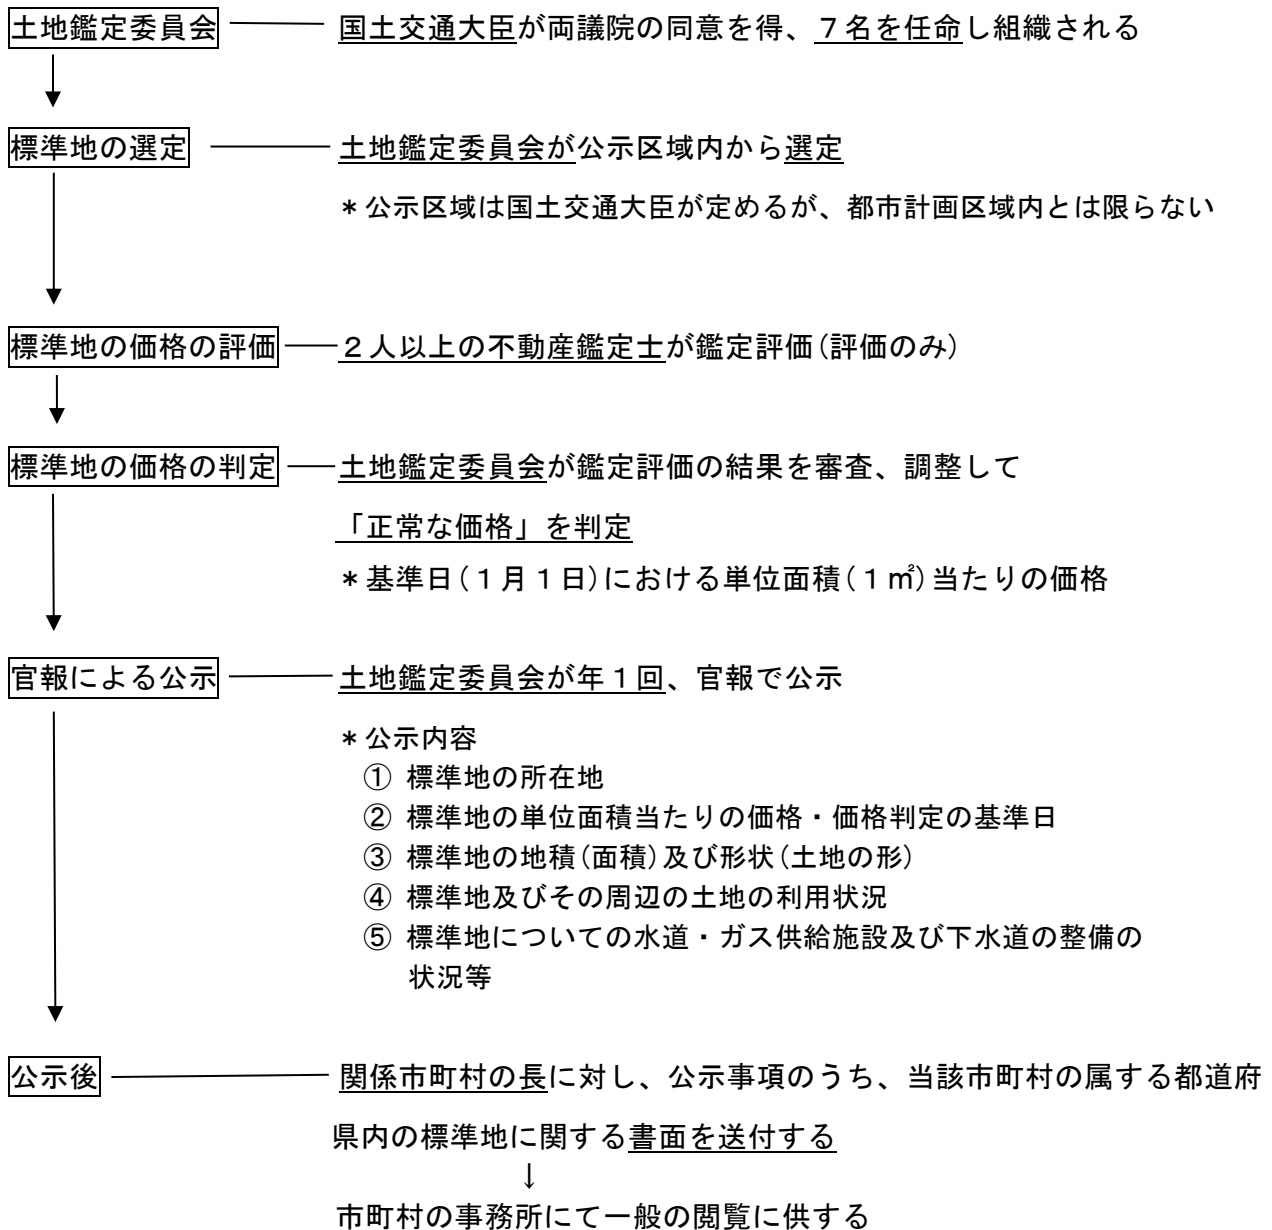 土地鑑定委員会 国土交通大臣が両議院の同意を得、７名を任命し組織される
標準地の選定 土地鑑定委員会が公示区域内から選定
＊公示区域は国土交通大臣が定めるが、都市計画区域内とは限らない
標準地の価格の評価 ２人以上の不動産鑑定士が鑑定評価(評価のみ)
標準地の価格の判定 土地鑑定委員会が鑑定評価の結果を審査、調整して
「正常な価格」を判定
＊基準日(１月１日)における単位面積(１㎡)当たりの価格
官報による公示 土地鑑定委員会が年１回、官報で公示
＊公示内容
① 標準地の所在地
② 標準地の単位面積当たりの価格・価格判定の基準日
③ 標準地の地積(面積)及び形状(土地の形)
④ 標準地及びその周辺の土地の利用状況
⑤ 標準地についての水道・ガス供給施設及び下水道の整備の
状況等
公示後 関係市町村の長に対し、公示事項のうち、当該市町村の属する都道府
県内の標準地に関する書面を送付する
↓
市町村の事務所にて一般の閲覧に供する